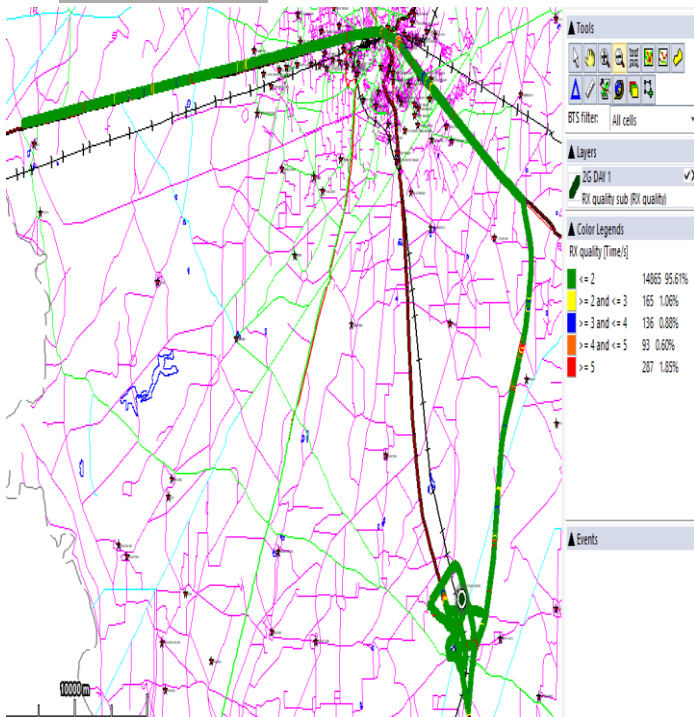 Tools
BTS filter: All cells
Layers
2G DAY 1
RX quality sub (RX quality)
Color Legends
RX quality [Time/s]
<= 2 14865 95.61%
>= 2 and <= 3 165 1.06%
>= 3 and <= 4 136 0.88%
>= 4 and <= 5 93 0.60%
>= 5 287 1.85%
Events
10000 m